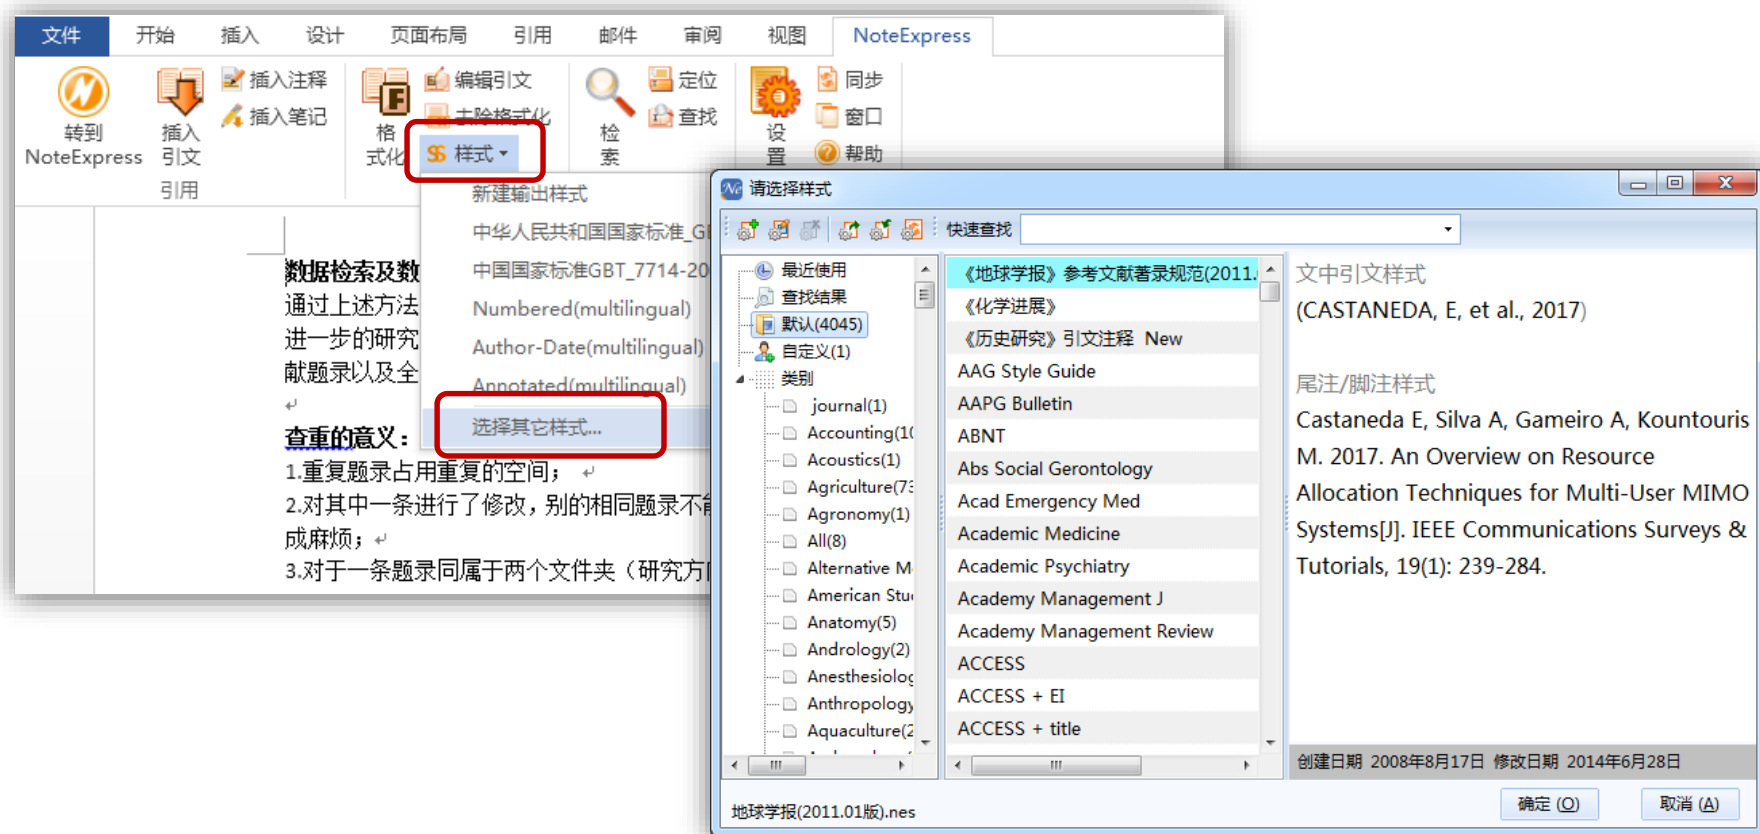 文件 开始 插入 设计 页面布局 引用 邮件 审阅 视图 NoteExpress
转到
NoteExpress
插入
引文
插入注释
插入笔记
引用
格
式化
编辑引文
去除格式化
样式
检
索
定位
查找
设
置
同步
窗口
帮助
新建输出样式
中华人民共和国国家标准_GB
中国国家标准GBT_7714-20
Numbered(multilingual)
Author-Date(multilingual)
Annotated(multilingual)
选择其它样式...
数据检索及数
通过上述方法
进一步的研究
献题录以及全
查重的意义：
1.重复题录占用重复的空间；
2.对其中一条进行了修改，别的相同题录不能
成麻烦；
3.对于一条题录同属于两个文件夹（研究方向
请选择样式
快速查找
最近使用
查找结果
默认(4045)
自定义(1)
类别
journal(1)
Accounting(10
Acoustics(1)
Agriculture(73
Agronomy(1)
All(8)
Alternative M
American Stu
Anatomy(5)
Andrology(2)
Anesthesiolog
Anthropology
Aquaculture(2
《地球学报》参考文献著录规范(2011.
《化学进展》
《历史研究》引文注释 New
AAG Style Guide
AAPG Bulletin
ABNT
Abs Social Gerontology
Acad Emergency Med
Academic Medicine
Academic Psychiatry
Academy Management J
Academy Management Review
ACCESS
ACCESS + EI
ACCESS + title
文中引文样式
(CASTANEDA, E, et al., 2017)
尾注/脚注样式
Castaneda E, Silva A, Gameiro A, Kountouris
M. 2017. An Overview on Resource
Allocation Techniques for Multi-User MIMO
Systems[J]. IEEE Communications Surveys &
Tutorials, 19(1): 239-284.
创建日期 2008年8月17日 修改日期 2014年6月28日
地球学报(2011.01版).nes
确定 (O)
取消 (A)